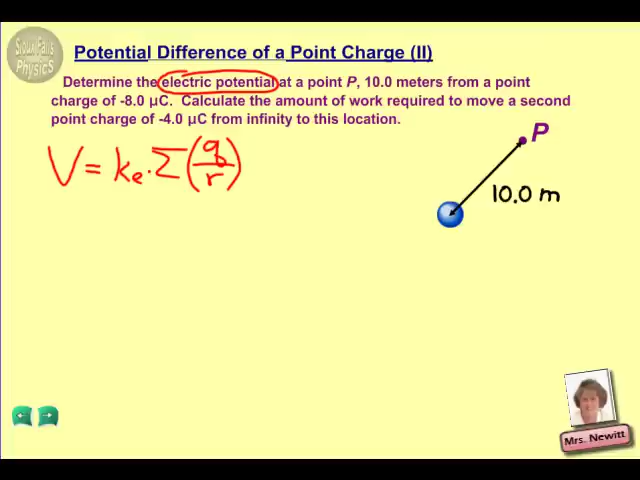 Sioux Falls
Physics
Potential Difference of a Point Charge (II)
Determine the electric potential at a point P, 10.0 meters from a point
charge of -8.0 μC. Calculate the amount of work required to move a second
point charge of -4.0 μC from infinity to this location.
V = ke · Σ (q/r)
P
10.0 m
Mrs. Newitt